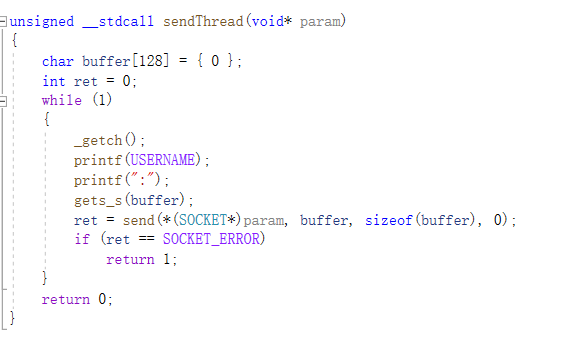 unsigned __stdcall sendThread(void* param)
{
char buffer[128] = { 0 };
int ret = 0;
while (1)
{
_getch();
printf(USERNAME);
printf(":");
gets_s(buffer);
ret = send(*(SOCKET*)param, buffer, sizeof(buffer), 0);
if (ret == SOCKET_ERROR)
return 1;
}
return 0;
}